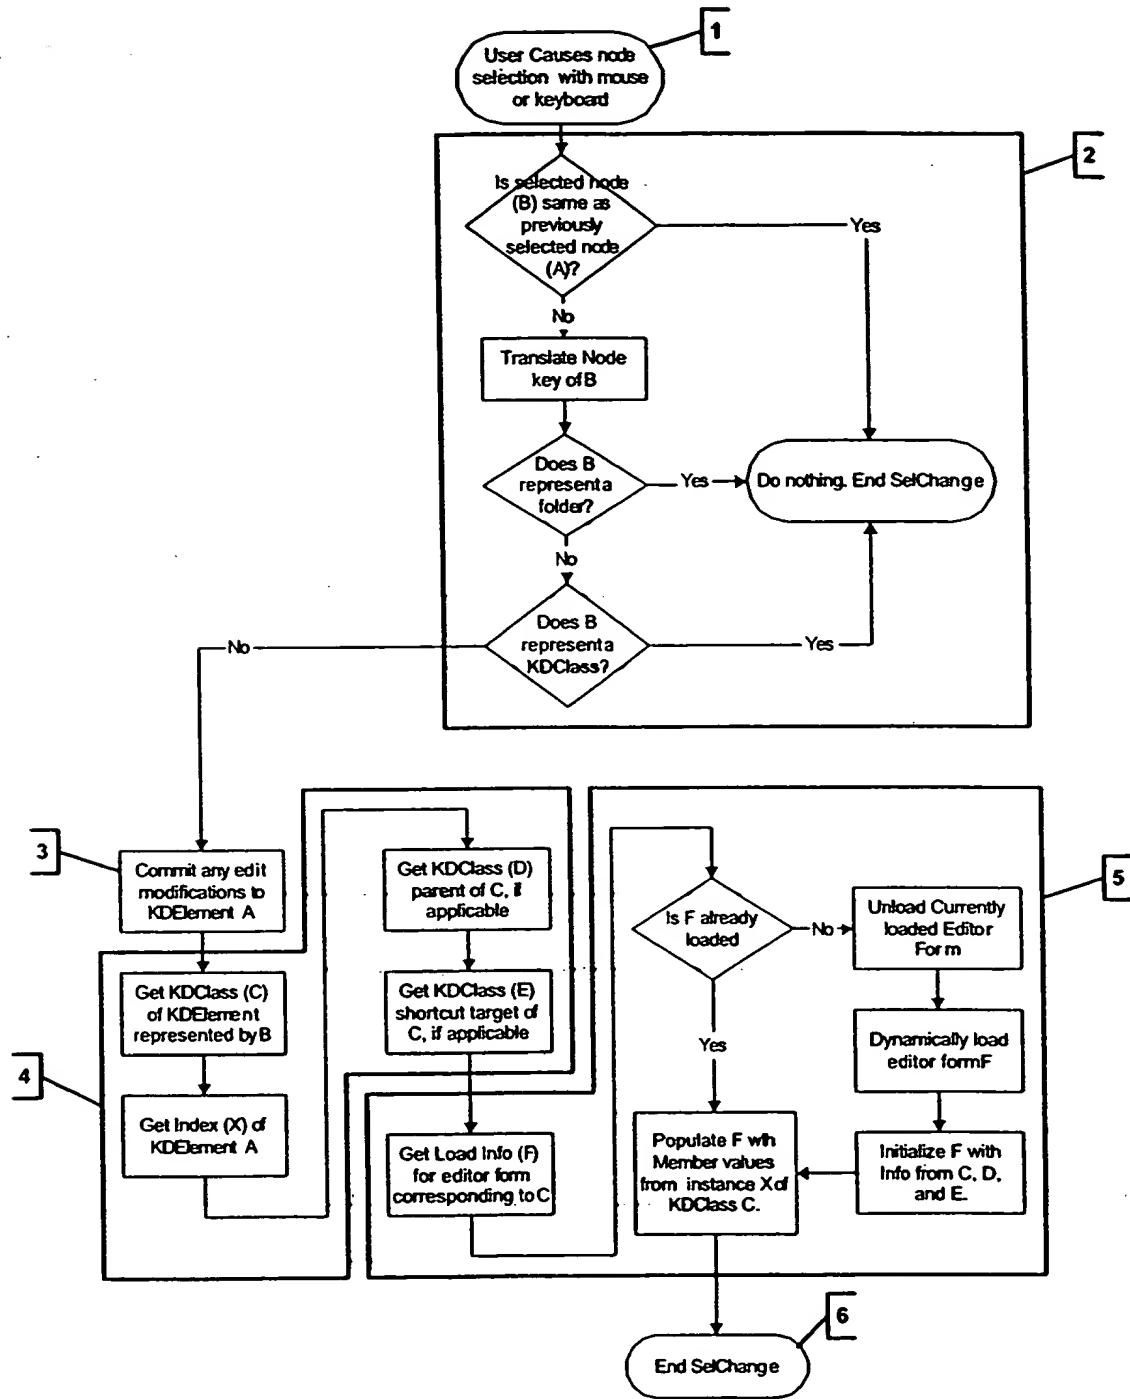 1
User Causes node
selection with mouse
or keyboard
2
Is selected node
(B) same as
previously
selected node
(A)?
Yes
No
Translate Node
key of B
Does B
represent a
folder?
Yes
Do nothing. End SelChange
No
Does B
represent a
KDClass?
No
Yes
3
Commit any edit
modifications to
KDElement A
Get KDClass (C)
of KDElement
represented by B
4
Get Index (X) of
KDElement A
Get KDClass (D)
parent of C, if
applicable
Get KDClass (E)
shortcut target of
C, if applicable
Get Load Info (F)
for editor form
corresponding to C
5
Is F already
loaded
No
Yes
Unload Currently
loaded Editor
Form
Dynamically load
editor form F
Initialize F with
Info from C, D,
and E.
Populate F wth
Member values
from instance X of
KDClass C.
6
End SelChange